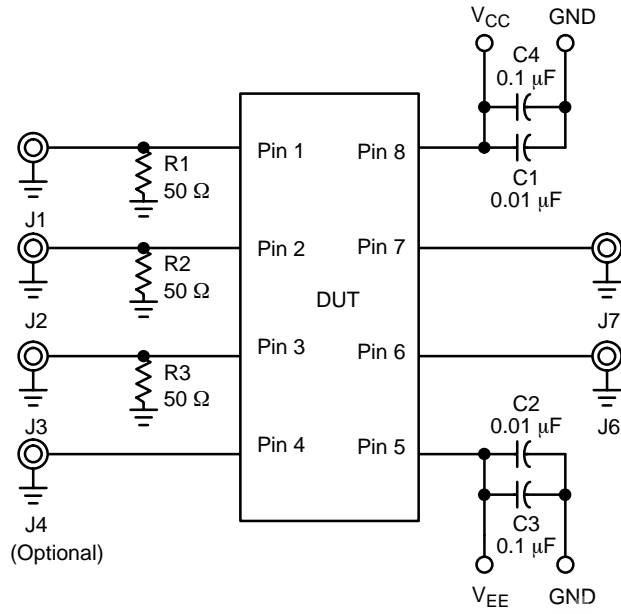 VCC GND
C4
0.1 μF
Pin 1 Pin 8
R1
50 Ω
C1
0.01 μF
J1
Pin 2 Pin 7
R2
50 Ω
DUT
J2
J7
Pin 3 Pin 6
R3
50 Ω
J3
C2
0.01 μF
J6
Pin 4 Pin 5
J4
(Optional)
C3
0.1 μF
VEE GND